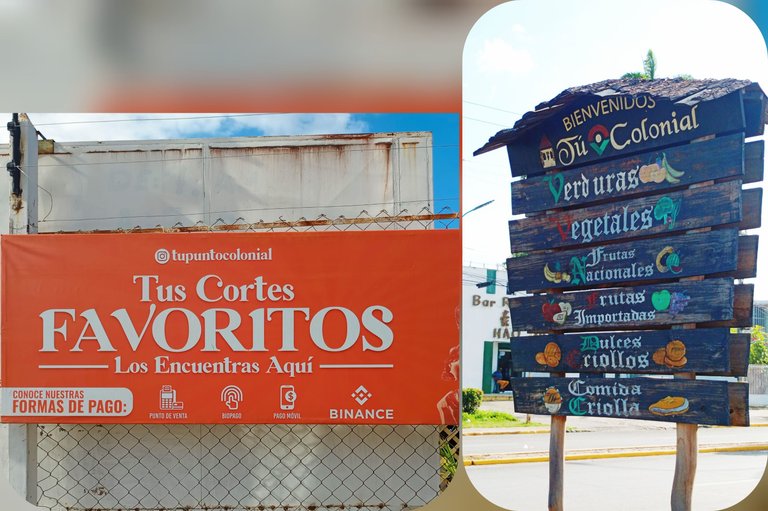 tupuntocolonial
Tus Cortes
FAVORITOS
Los Encuentras Aquí
CONOCE NUESTRAS
FORMAS DE PAGO:
PUNTO DE VENTA
BIOPAGO
PAGO MÓVIL
BINANCE
BIENVENIDOS
Tu Colonial
Verduras
Vegetales
Frutas
Nacionales
Frutas
Importadas
Dulces
Criollos
Comida
Criolla
Bar